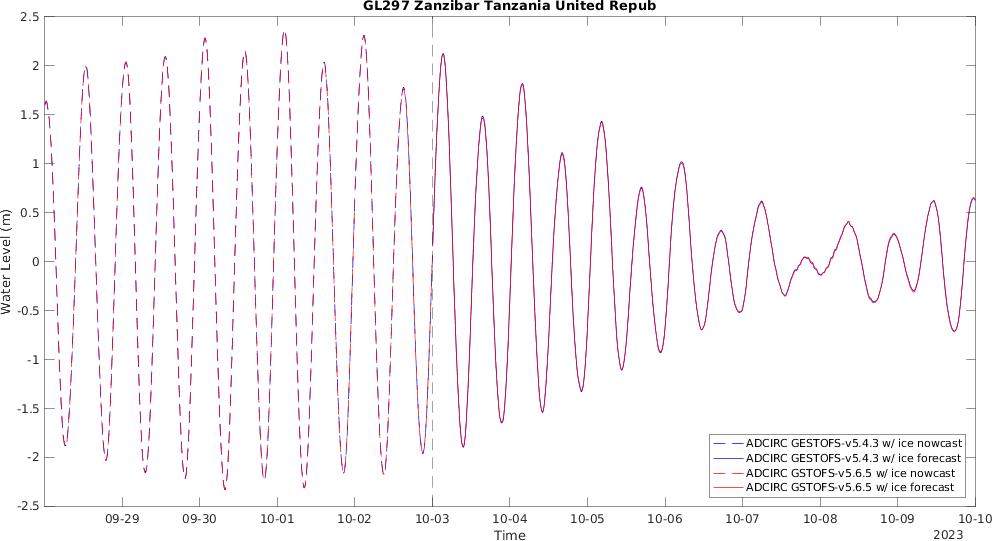 GL297 Zanzibar Tanzania United Repub
2.5
2
1.5
1
0.5
0
-0.5
-1
-1.5
-2
-2.5
Water Level (m)
ADCIRC GESTOFS-v5.4.3 w/ ice nowcast
ADCIRC GESTOFS-v5.4.3 w/ ice forecast
ADCIRC GSTOFS-v5.6.5 w/ ice nowcast
ADCIRC GSTOFS-v5.6.5 w/ ice forecast
09-29 09-30 10-01 10-02 10-03 10-04 10-05 10-06 10-07 10-08 10-09 10-10
Time
2023